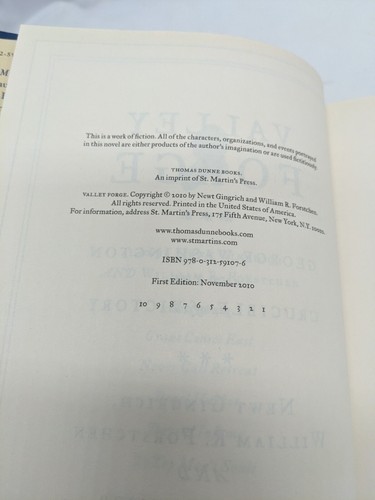 This is a work of fiction. All of the characters, organizations, and events portrayed
in this novel are either products of the author's imagination or are used fictitiously.
THOMAS DUNNE BOOKS.
An imprint of St. Martin's Press.
VALLEY FORGE. Copyright © 2010 by Newt Gingrich and William R. Forstchen.
All rights reserved. Printed in the United States of America.
For information, address St. Martin's Press, 175 Fifth Avenue, New York, N.Y. 10010.
www.thomasdunnebooks.com
www.stmartins.com
ISBN 978-0-312-59107-6
First Edition: November 2010
10 9 8 7 6 5 4 3 2 1